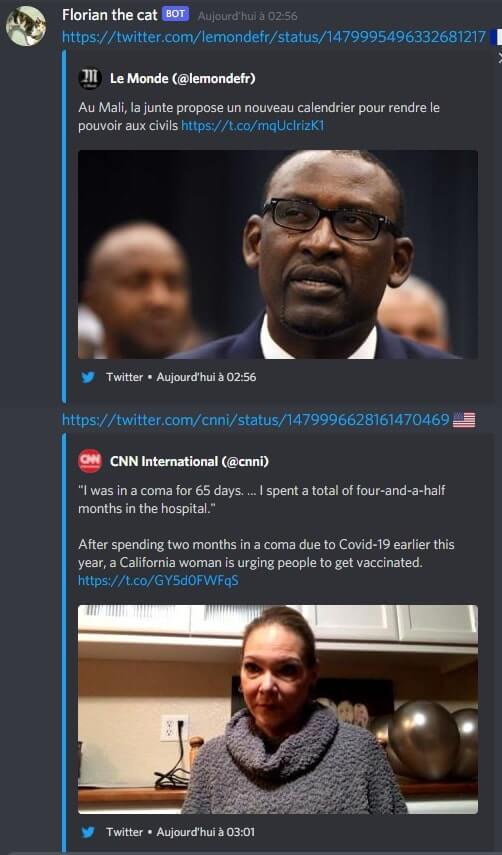 Florian the cat BOT Aujourd'hui à 02:56
https://twitter.com/lemondefr/status/1479995496332681217
Le Monde (@lemondefr)
Au Mali, la junte propose un nouveau calendrier pour rendre le
pouvoir aux civils https://t.co/mqUclrizK1
Twitter • Aujourd'hui à 02:56
https://twitter.com/cnni/status/1479996628161470469
CNN International (@cnni)
"I was in a coma for 65 days. ... I spent a total of four-and-a-half
months in the hospital."
After spending two months in a coma due to Covid-19 earlier this
year, a California woman is urging people to get vaccinated.
https://t.co/GY5d0FWFqS
Twitter • Aujourd'hui à 03:01